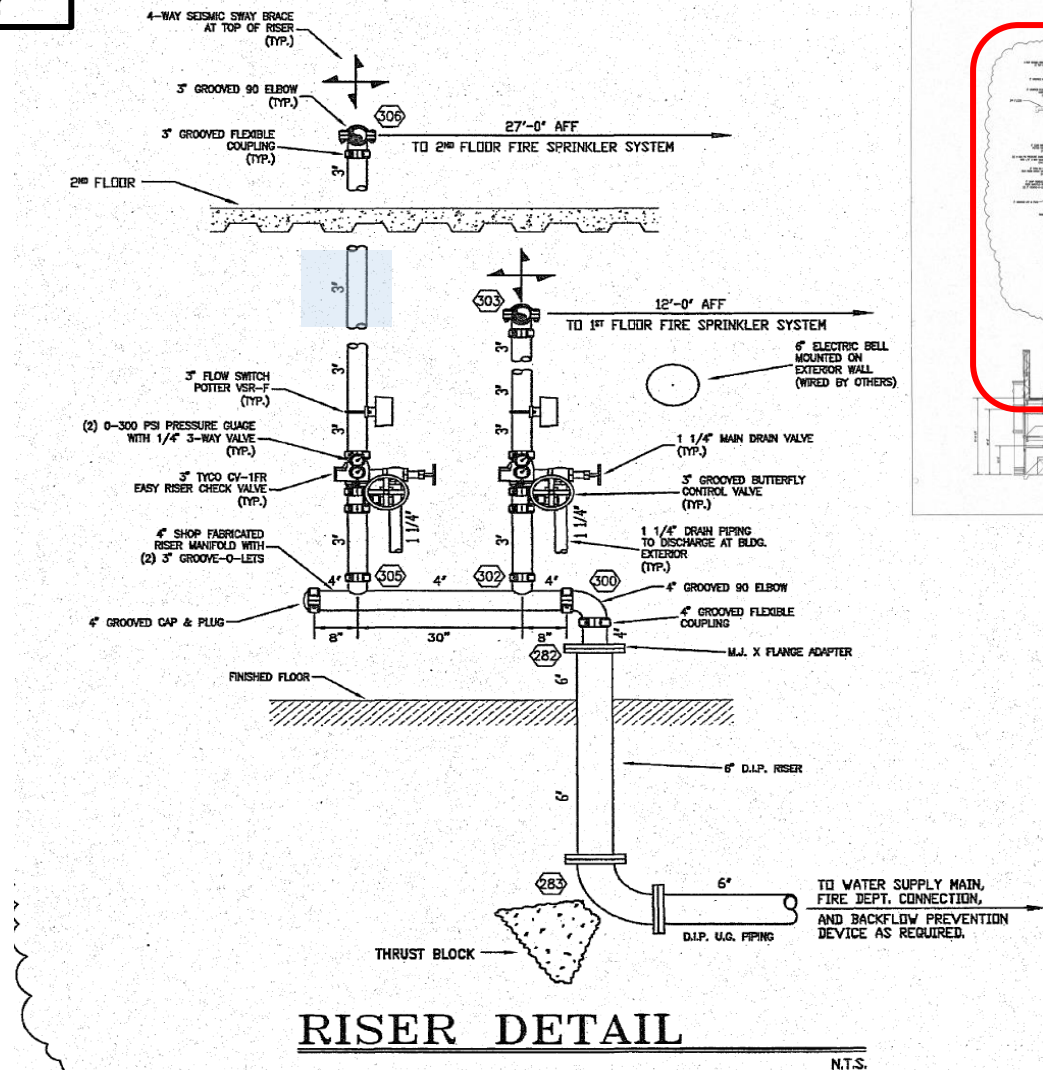 4-WAY SEISMIC SWAY BRACE
AT TOP OF RISER
(TYP.)
3" GROOVED 90 ELBOW
(TYP.)
306
3" GROOVED FLEXIBLE
COUPLING
(TYP.)
27'-0" AFF
TO 2ND FLOOR FIRE SPRINKLER SYSTEM
3"
2ND FLOOR
3"
303
12'-0" AFF
TO 1ST FLOOR FIRE SPRINKLER SYSTEM
3"
6" ELECTRIC BELL
MOUNTED ON
EXTERIOR WALL
(WIRED BY OTHERS)
3"
3"
3" FLOW SWITCH
POTTER VSR-F
(TYP.)
3"
3"
(2) 0-300 PSI PRESSURE GUAGE
WITH 1/4" 3-WAY VALVE
(TYP.)
1 1/4" MAIN DRAIN VALVE
(TYP.)
3" TYCO CV-1FR
EASY RISER CHECK VALVE
(TYP.)
3" GROOVED BUTTERFLY
CONTROL VALVE
(TYP.)
3"
1 1/4"
3"
1 1/4"
4" SHOP FABRICATED
RISER MANIFOLD WITH
(2) 3" GROOVE-O-LETS
1 1/4" DRAIN PIPING
TO DISCHARGE AT BLDG.
EXTERIOR
(TYP.)
4"
305
4"
302
4"
300
4" GROOVED 90 ELBOW
4" GROOVED CAP & PLUG
4" GROOVED FLEXIBLE
COUPLING
8"
30"
8"
4"
282
M.J. X FLANGE ADAPTER
6"
FINISHED FLOOR
6" D.I.P. RISER
6"
283
6"
D.I.P. U.G. PIPING
TO WATER SUPPLY MAIN,
FIRE DEPT. CONNECTION,
AND BACKFLOW PREVENTION
DEVICE AS REQUIRED.
THRUST BLOCK
RISER DETAIL
N.T.S.